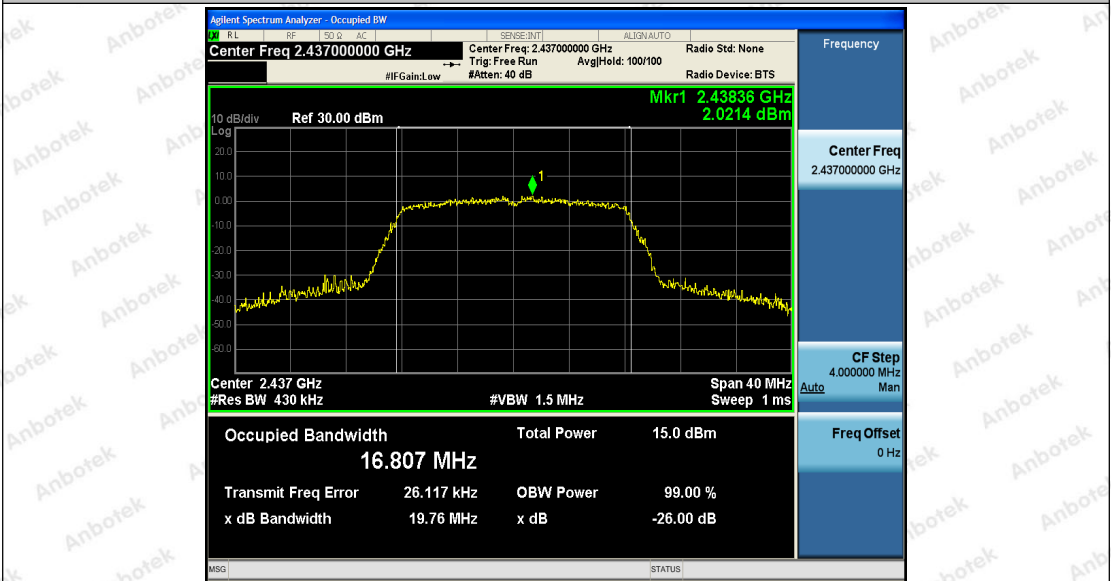 Agilent Spectrum Analyzer - Occupied BW
RL RF 50 Ω AC SENSE:INT ALIGN AUTO
Center Freq 2.437000000 GHz
Center Freq: 2.437000000 GHz Radio Std: None
Trig: Free Run Avg|Hold: 100/100
#IFGain:Low #Atten: 40 dB Radio Device: BTS
Mkr1 2.43836 GHz
2.0214 dBm
10 dB/div Ref 30.00 dBm
Log
20.0
10.0
0.00
-10.0
-20.0
-30.0
-40.0
-50.0
-60.0
1
Center 2.437 GHz Span 40 MHz
#Res BW 430 kHz #VBW 1.5 MHz Sweep 1 ms
Occupied Bandwidth Total Power 15.0 dBm
16.807 MHz
Transmit Freq Error 26.117 kHz OBW Power 99.00 %
x dB Bandwidth 19.76 MHz x dB -26.00 dB
MSG STATUS
Frequency
Center Freq
2.437000000 GHz
CF Step
4.000000 MHz
Auto Man
Freq Offset
0 Hz
Anbotek